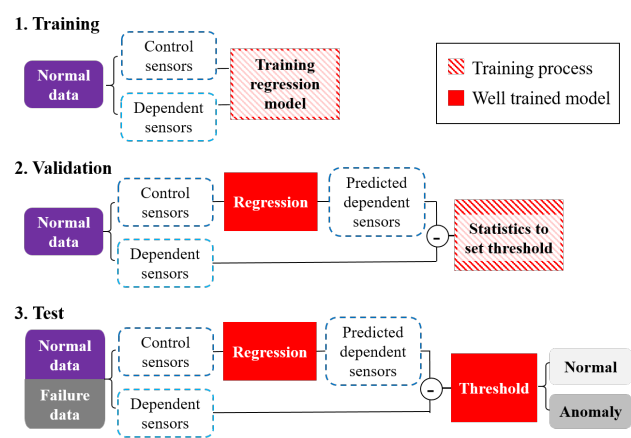 1. Training
Normal
data
Control
sensors
Dependent
sensors
Training
regression
model
Training process
Well trained model
2. Validation
Normal
data
Control
sensors
Dependent
sensors
Regression
Predicted
dependent
sensors
-
Statistics to
set threshold
3. Test
Normal
data
Failure
data
Control
sensors
Dependent
sensors
Regression
Predicted
dependent
sensors
-
Threshold
Normal
Anomaly